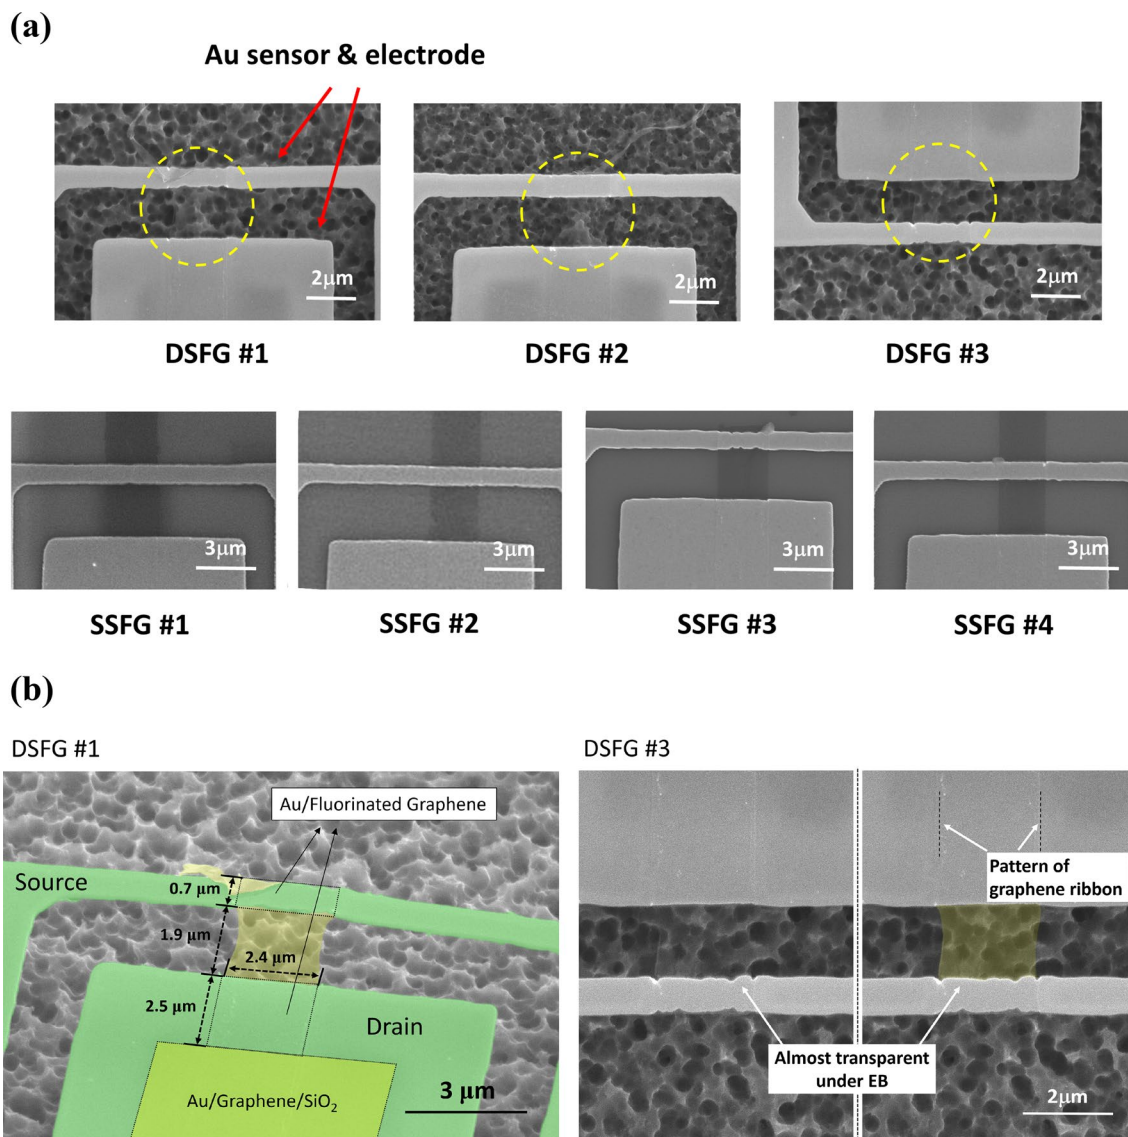 (a)
Au sensor & electrode
2μm
2μm
2μm
DSFG #1
DSFG #2
DSFG #3
3μm
3μm
3μm
3μm
SSFG #1
SSFG #2
SSFG #3
SSFG #4
(b)
DSFG #1
DSFG #3
Au/Fluorinated Graphene
Source
0.7 μm
1.9 μm
2.4 μm
2.5 μm
Drain
Au/Graphene/SiO₂
3 μm
Pattern of
graphene ribbon
Almost transparent
under EB
2μm